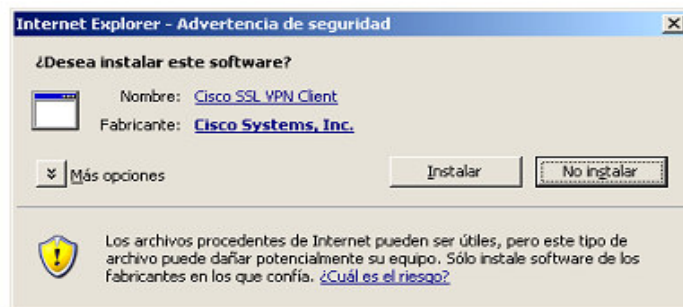 Internet Explorer - Advertencia de seguridad
¿Desea instalar este software?
Nombre: Cisco SSL VPN Client
Fabricante: Cisco Systems, Inc.
Más opciones
Instalar
No instalar
Los archivos procedentes de Internet pueden ser útiles, pero este tipo de
archivo puede dañar potencialmente su equipo. Sólo instale software de los
fabricantes en los que confía. ¿Cuál es el riesgo?